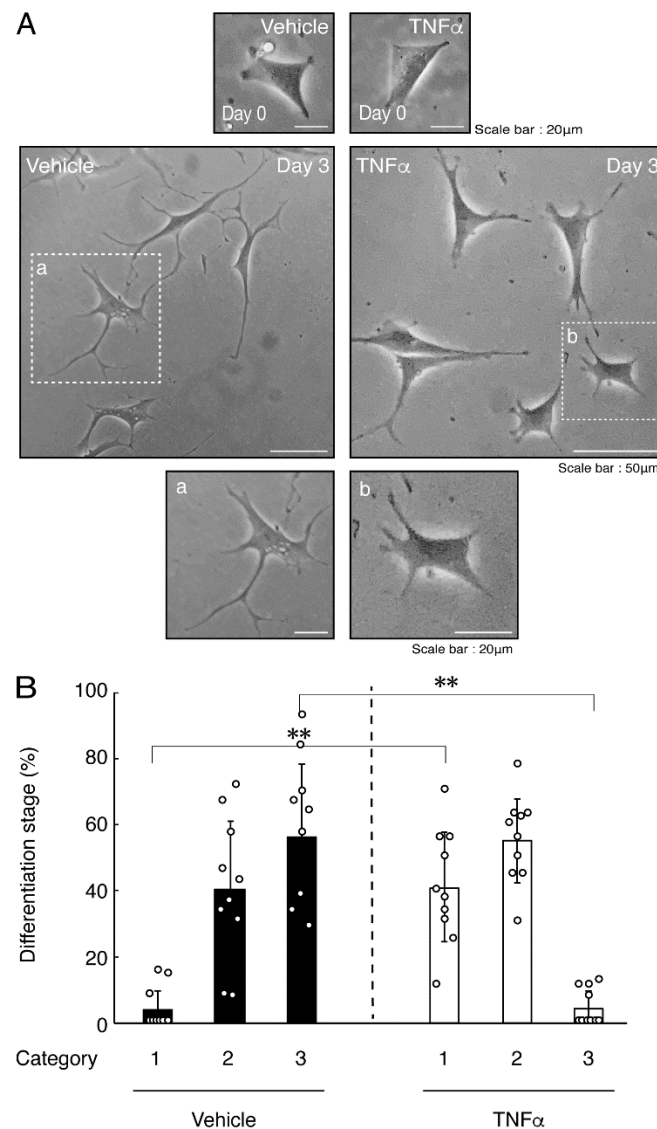 A
Vehicle
TNFα
Day 0
Day 0
Scale bar : 20µm
Vehicle
Day 3
TNFα
Day 3
a
b
Scale bar : 50µm
a
b
Scale bar : 20µm
B
Differentiation stage (%)
100
80
60
40
20
0
**
**
Category
1
2
3
1
2
3
Vehicle
TNFα